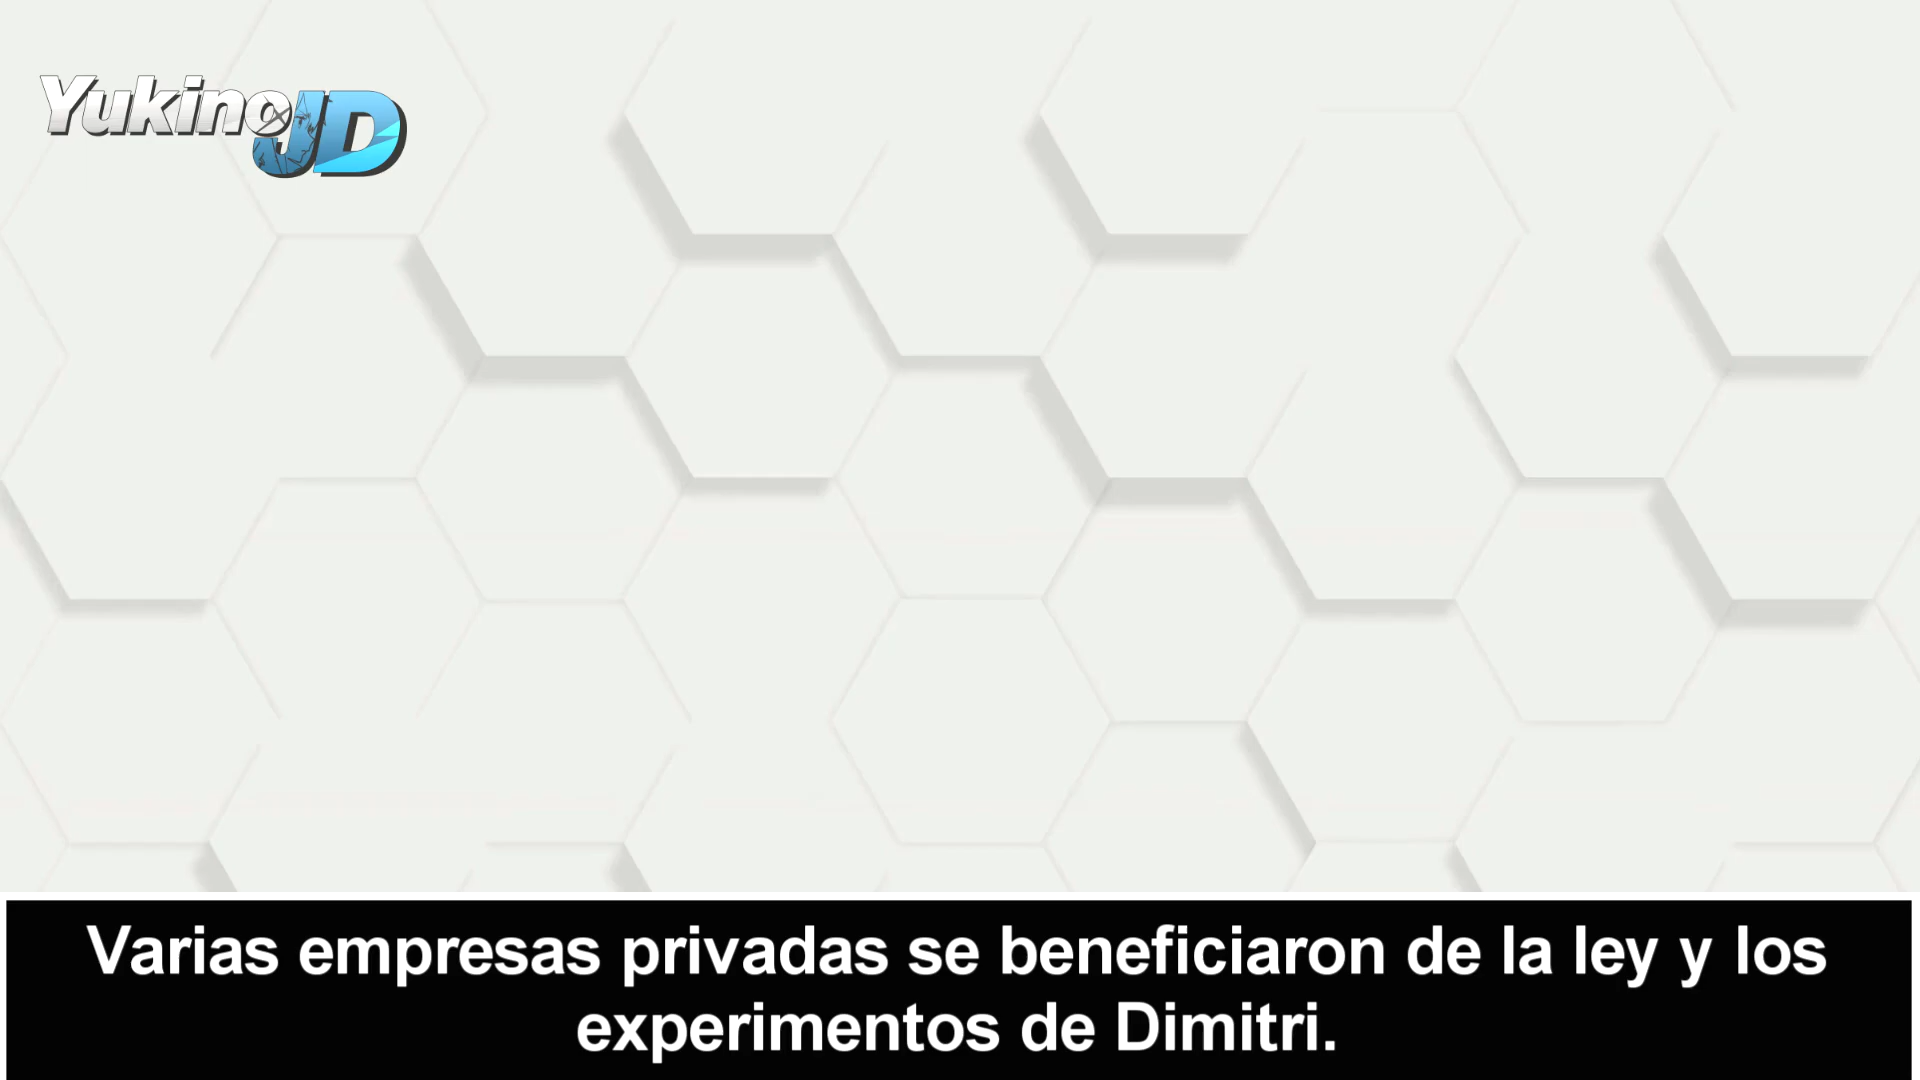 YukinoJD
Varias empresas privadas se beneficiaron de la ley y los
experimentos de Dimitri.